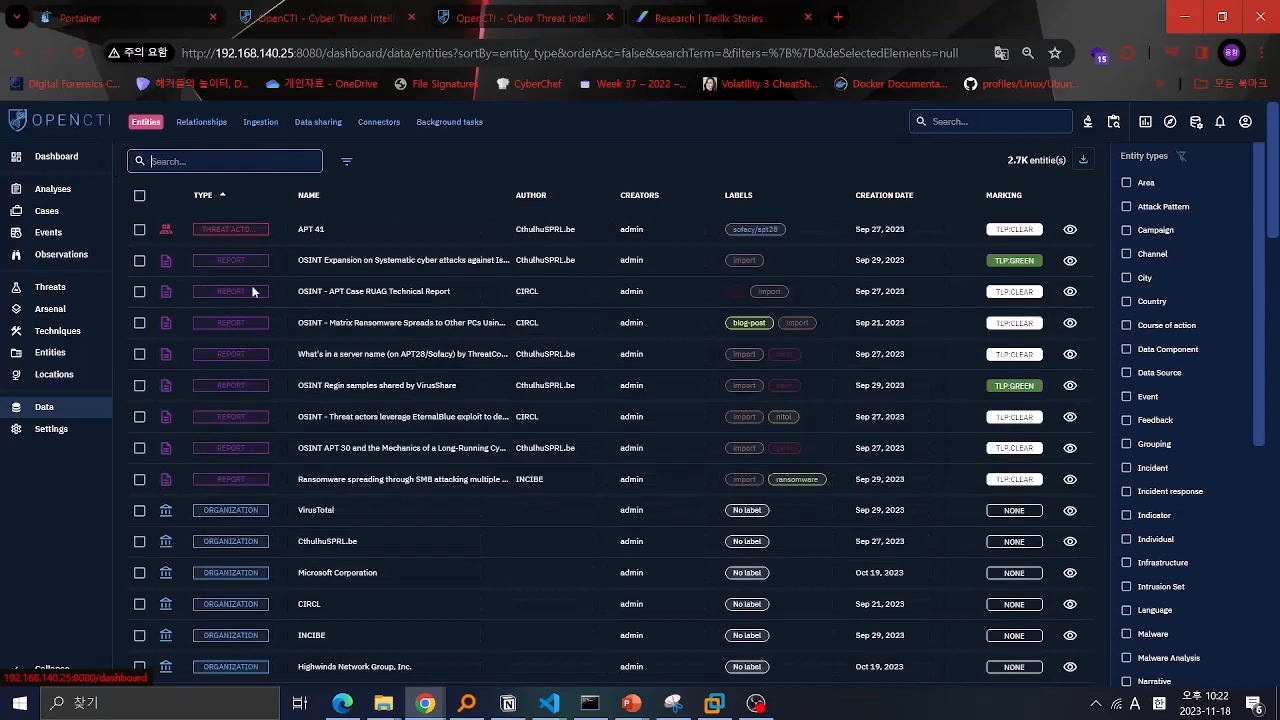 Portainer
OpenCTI - Cyber Threat Intelli
OpenCTI - Cyber Threat Intelli
Research | Trellix Stories
주의 요함
http://192.168.140.25:8080/dashboard/data/entities?sortBy=entity_type&orderAsc=false&searchTerm=&filters=%7B%7D&deSelectedElements=null
15
Digital Forensics C...
해커들의 놀이터, D...
개인자료 - OneDrive
File Signatures
CyberChef
Week 37 – 2022 –...
Volatility 3 CheatSh...
Docker Documenta...
profiles/Linux/Ubun...
모든 북마크
OPENCTI
Entities
Relationships
Ingestion
Data sharing
Connectors
Background tasks
Search...
Dashboard
Analyses
Cases
Events
Observations
Threats
Arsenal
Techniques
Entities
Locations
Data
Settings
Collapse
Search...
2.7K entitie(s)
TYPE NAME AUTHOR CREATORS LABELS CREATION DATE MARKING
THREAT ACTO... APT 41 CthulhuSPRL.be admin sofacy/apt28 Sep 27, 2023 TLP:CLEAR
REPORT OSINT Expansion on Systematic cyber attacks against Is... CthulhuSPRL.be admin import Sep 29, 2023 TLP:GREEN
REPORT OSINT - APT Case RUAG Technical Report CIRCL admin import Sep 27, 2023 TLP:CLEAR
REPORT OSINT - Matrix Ransomware Spreads to Other PCs Usin... CIRCL admin blog-post import Sep 21, 2023 TLP:CLEAR
REPORT What's in a server name (on APT28/Sofacy) by ThreatCo... CthulhuSPRL.be admin import Sep 27, 2023 TLP:CLEAR
REPORT OSINT Regin samples shared by VirusShare CthulhuSPRL.be admin import Sep 27, 2023 TLP:GREEN
REPORT OSINT - Threat actors leverage EternalBlue exploit to de... CIRCL admin import nitol Sep 27, 2023 TLP:CLEAR
REPORT OSINT APT 30 and the Mechanics of a Long-Running Cy... CthulhuSPRL.be admin import Sep 27, 2023 TLP:CLEAR
REPORT Ransomware spreading through SMB attacking multiple ... INCIBE admin import ransomware Sep 29, 2023 TLP:CLEAR
ORGANIZATION VirusTotal admin No label Sep 29, 2023 NONE
ORGANIZATION CthulhuSPRL.be admin No label Sep 29, 2023 NONE
ORGANIZATION Microsoft Corporation admin No label Oct 19, 2023 NONE
ORGANIZATION CIRCL admin No label Sep 21, 2023 NONE
ORGANIZATION INCIBE admin No label Sep 29, 2023 NONE
ORGANIZATION Highwinds Network Group, Inc. admin No label Oct 19, 2023 NONE
Entity types
Area
Attack Pattern
Campaign
Channel
City
Country
Course of action
Data Component
Data Source
Event
Feedback
Grouping
Incident
Incident response
Indicator
Individual
Infrastructure
Intrusion Set
Language
Malware
Malware Analysis
Narrative
192.168.140.25:8080/dashboard
찾기
A
오후 10:22
2023-11-18
6